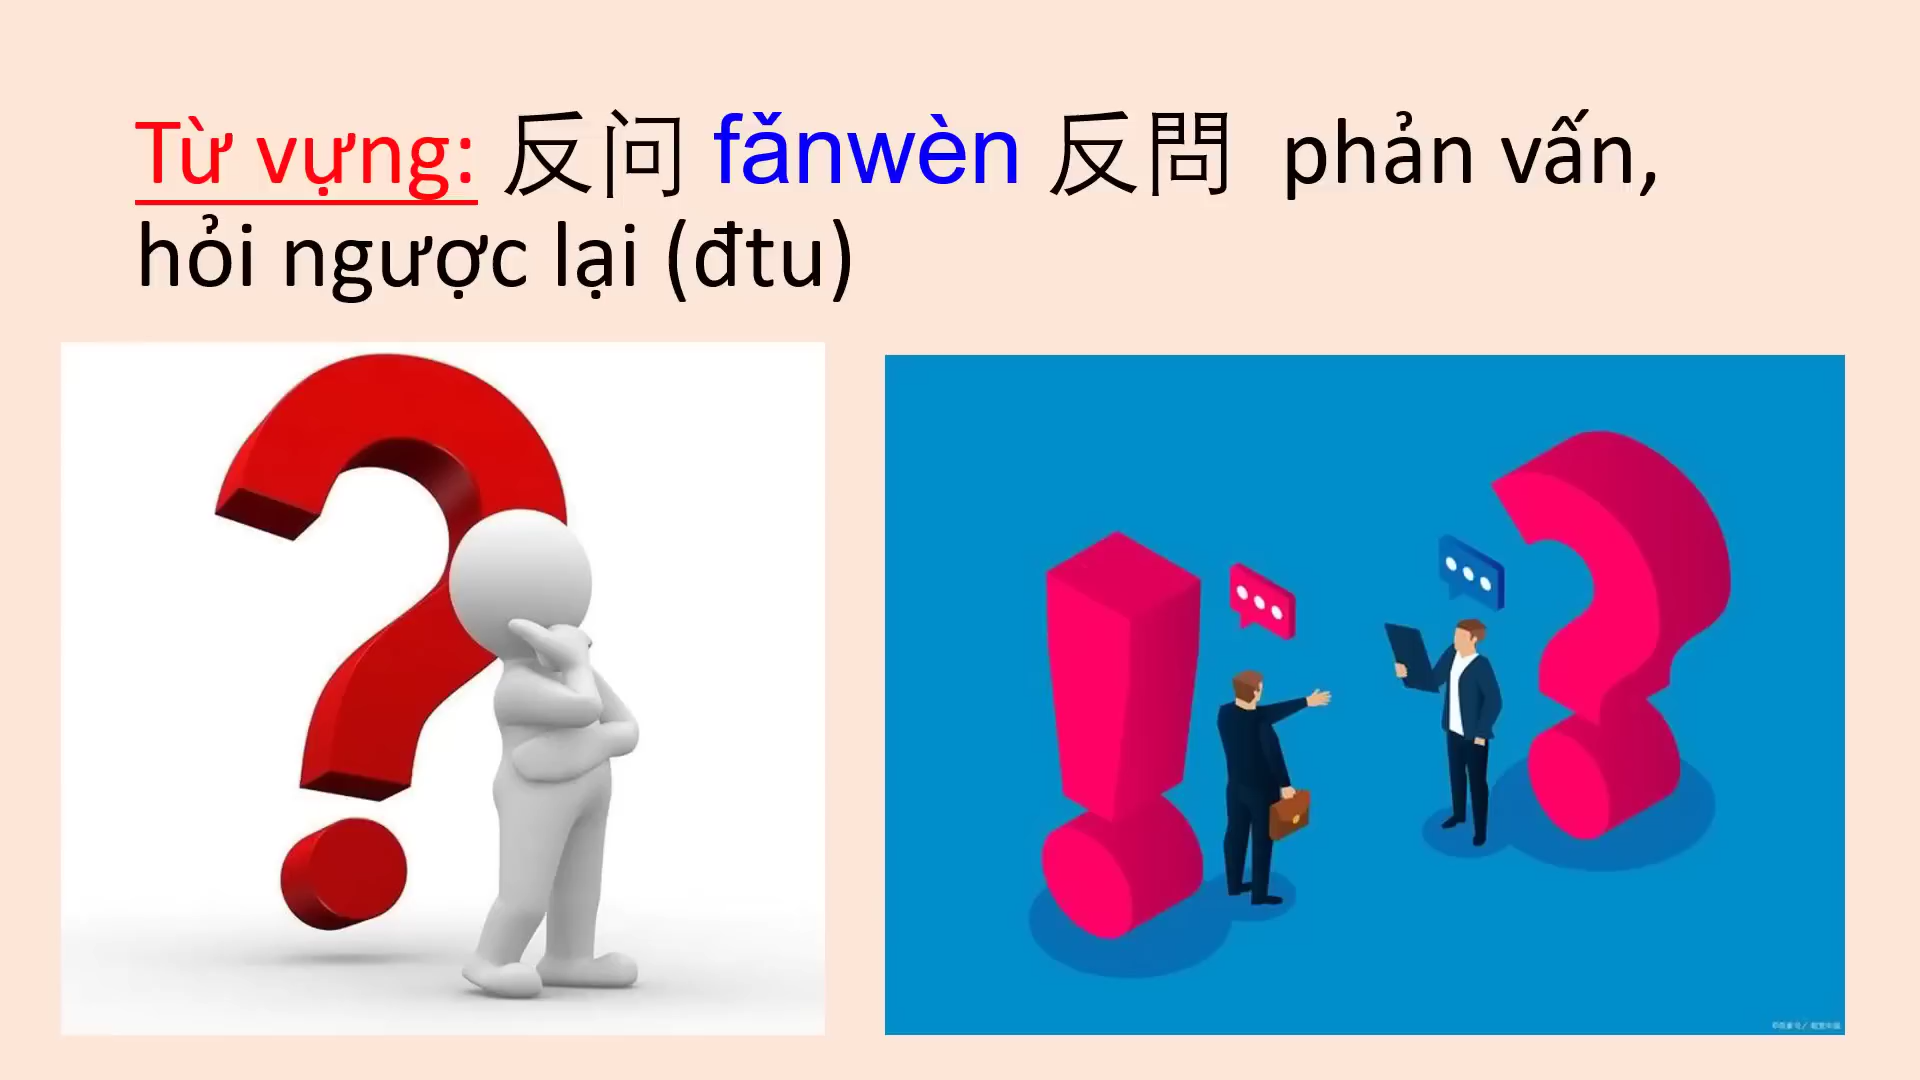 Từ vựng: 反问 fǎnwèn 反問 phản vấn,
hỏi ngược lại (đtu)